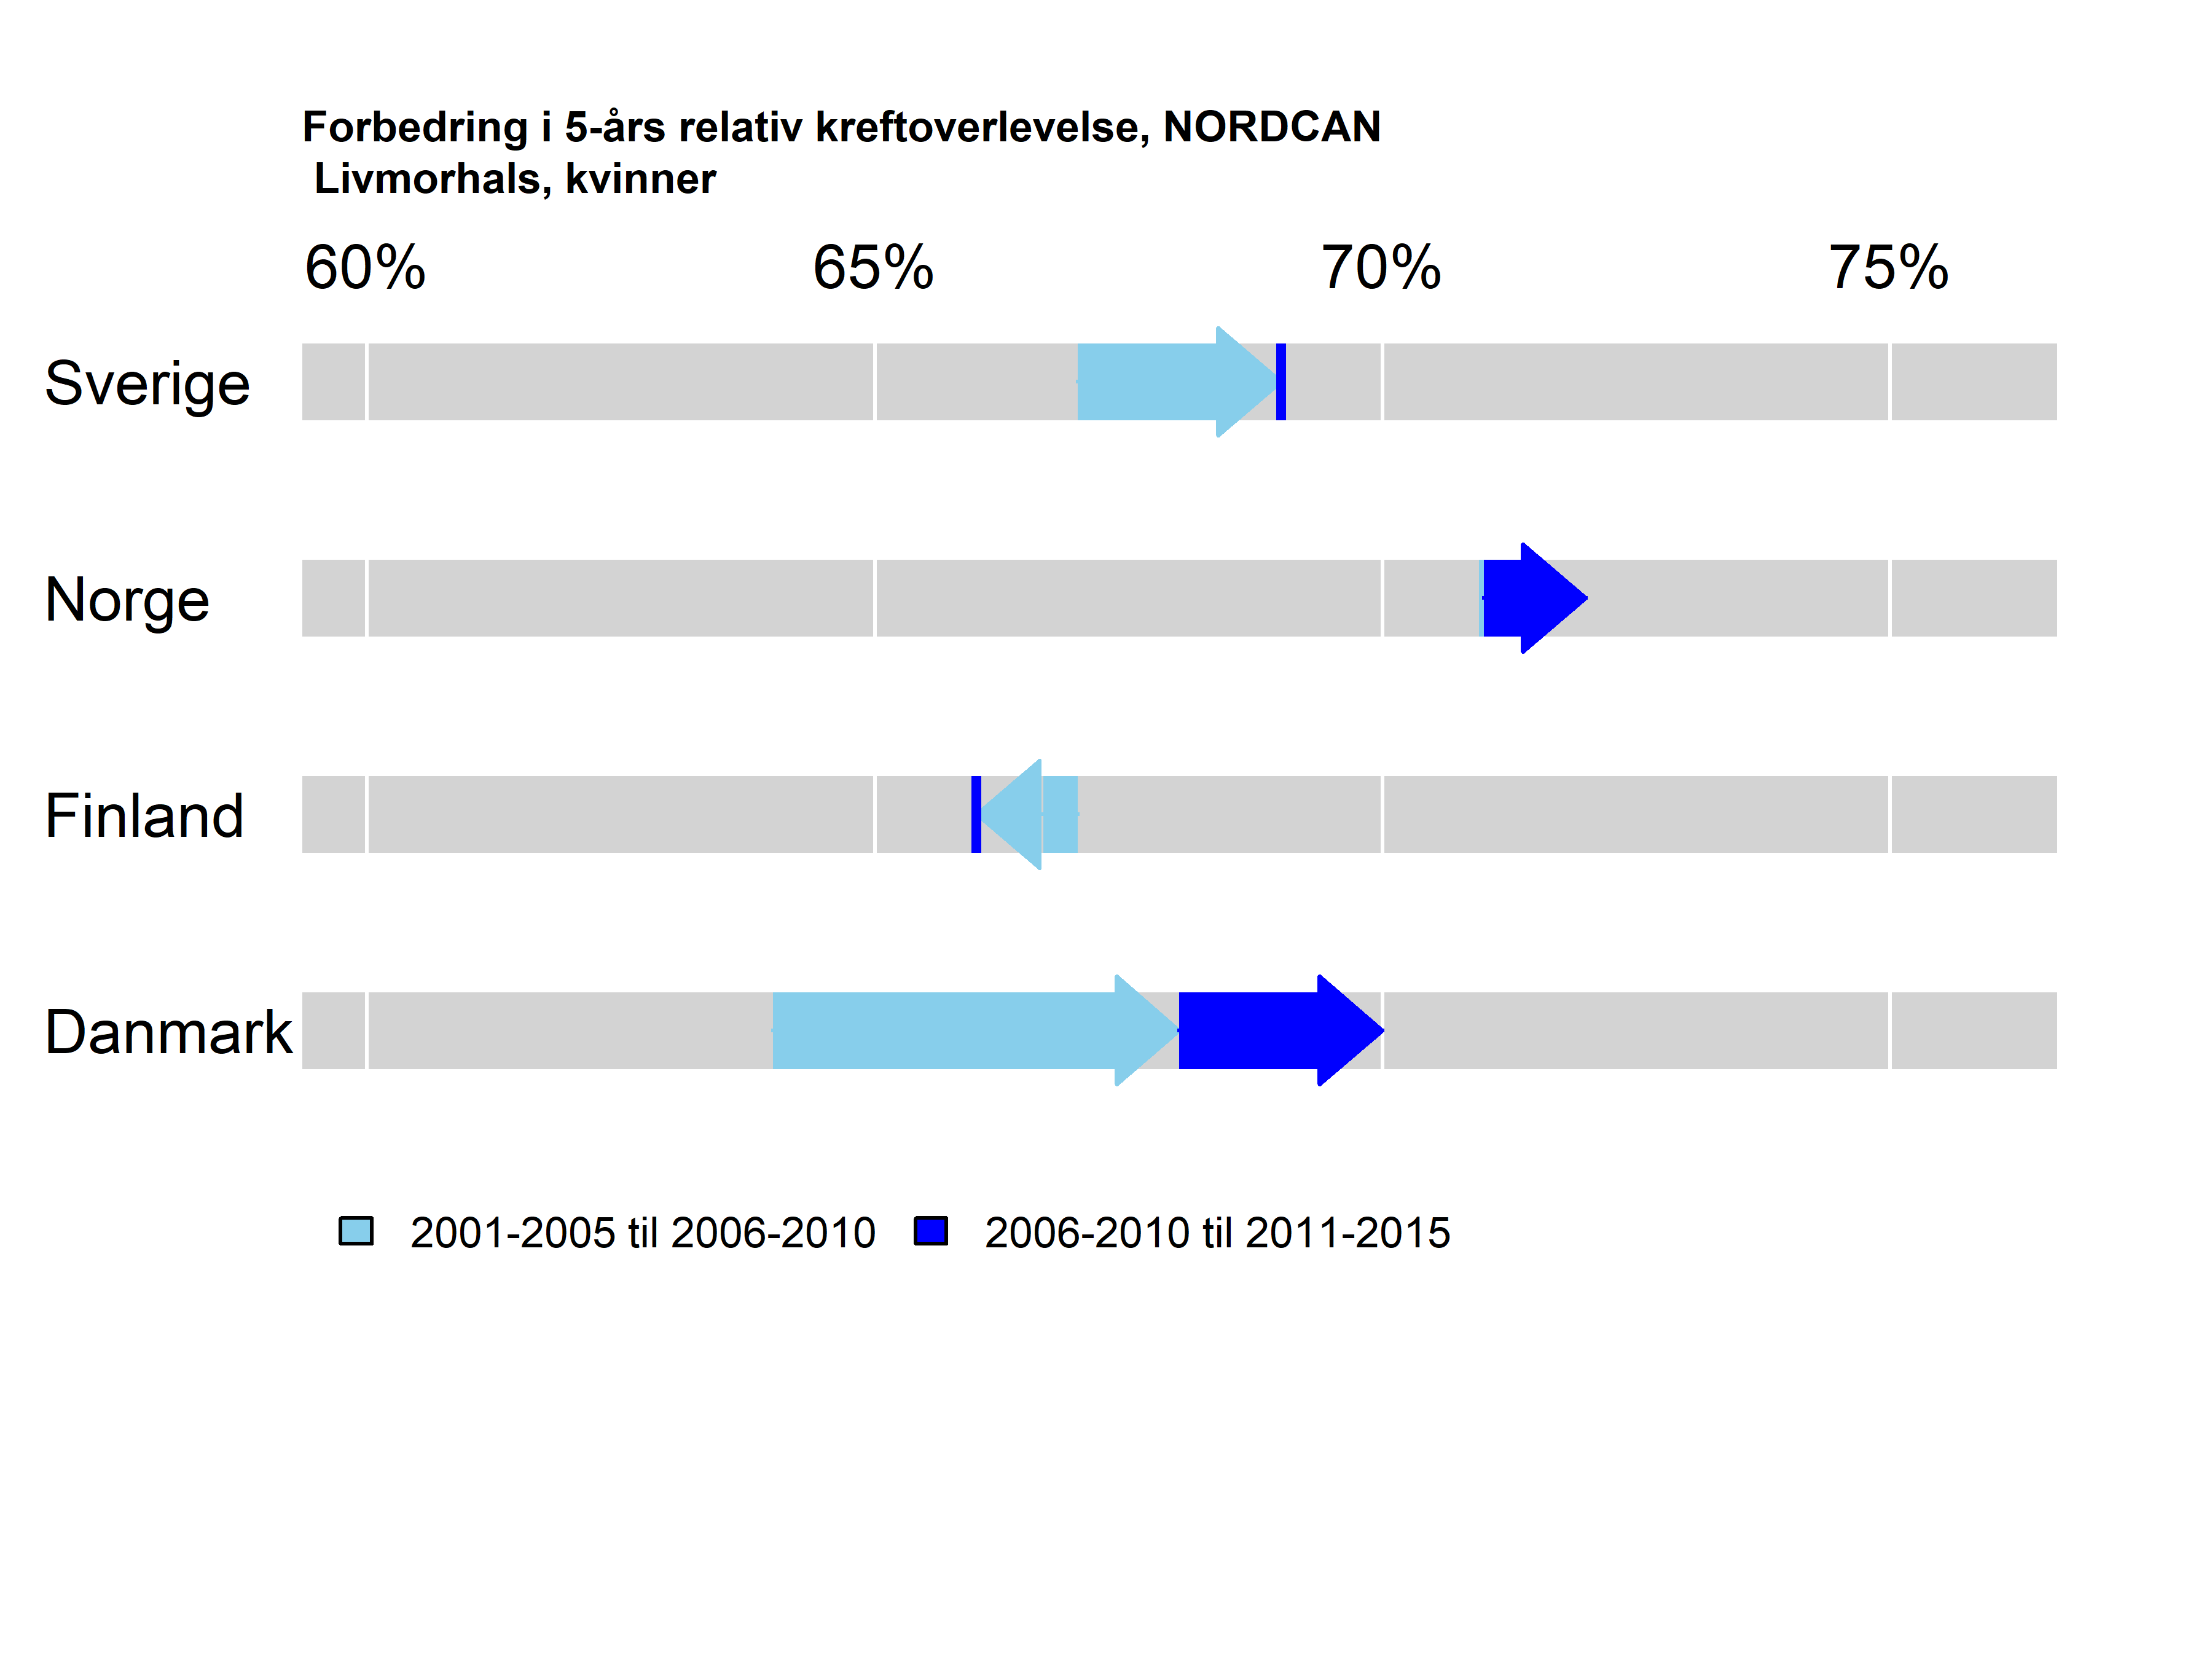 Forbedring i 5-års relativ kreftoverlevelse, NORDCAN
Livmorhals, kvinner
60% 65% 70% 75%
Sverige
Norge
Finland
Danmark
2001-2005 til 2006-2010 2006-2010 til 2011-2015